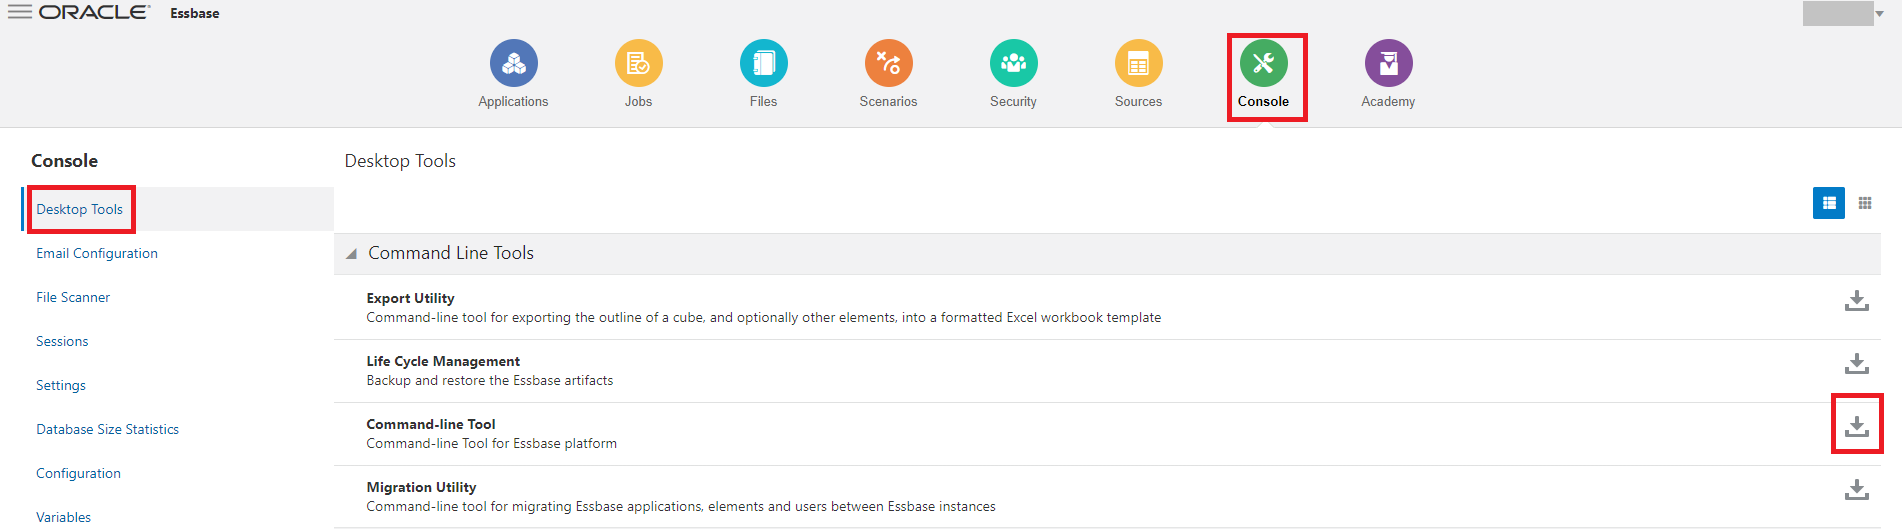 ORACLE Essbase
Applications Jobs Files Scenarios Security Sources Console Academy
Console
Desktop Tools
Email Configuration
File Scanner
Sessions
Settings
Database Size Statistics
Configuration
Variables
Desktop Tools
Command Line Tools
Export Utility
Command-line tool for exporting the outline of a cube, and optionally other elements, into a formatted Excel workbook template
Life Cycle Management
Backup and restore the Essbase artifacts
Command-line Tool
Command-line Tool for Essbase platform
Migration Utility
Command-line tool for migrating Essbase applications, elements and users between Essbase instances